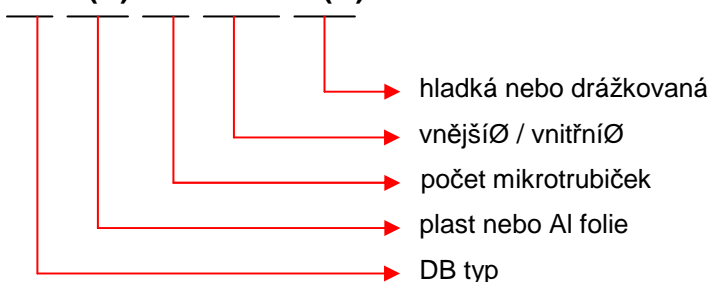 hladká nebo drážkovaná
vnějšíØ / vnitřníØ
počet mikrotrubiček
plast nebo Al folie
DB typ